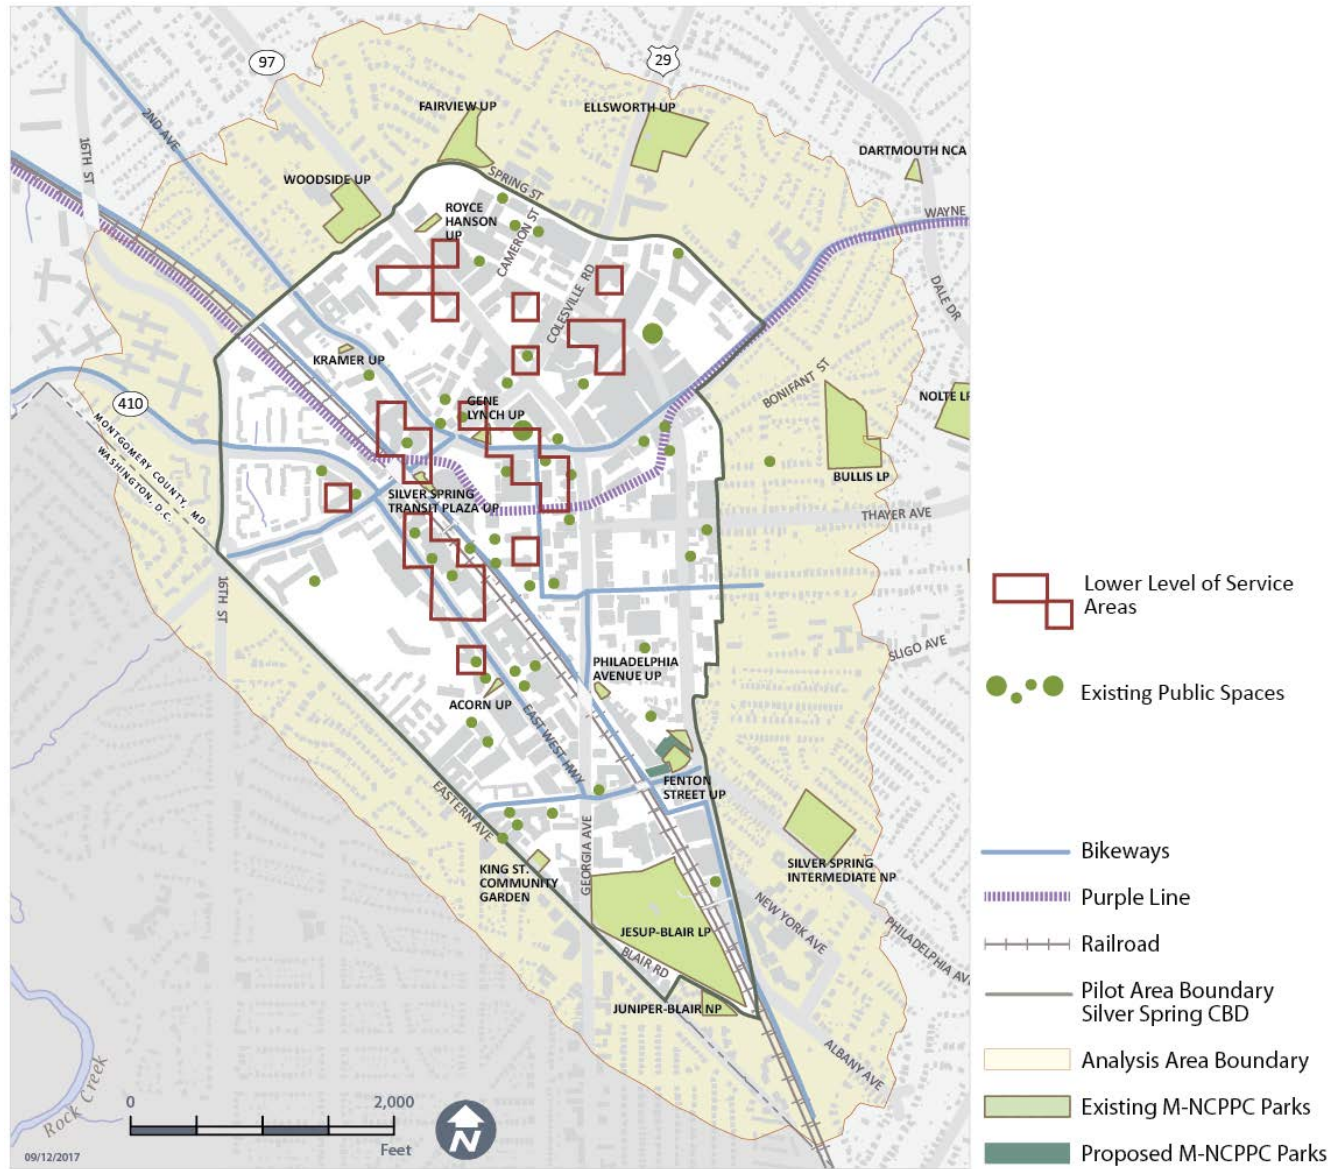 97
29
FAIRVIEW UP
ELLSWORTH UP
2ND AVE
16TH ST
DARTMOUTH NCA
WOODSIDE UP
SPRING ST
ROYCE
HANSON
UP
CAMERON ST
WAYNE
COLESVILLE RD
DALE DR
KRAMER UP
BONIFANT ST
410
GENE
LYNCH UP
NOLTE LP
MONTGOMERY COUNTY, MD
WASHINGTON, D.C.
BULLIS LP
SILVER SPRING
TRANSIT PLAZA UP
THAYER AVE
16TH ST
SLIGO AVE
PHILADELPHIA
AVENUE UP
ACORN UP
EAST WEST HWY
FENTON
STREET UP
EASTERN AVE
GEORGIA AVE
KING ST.
COMMUNITY
GARDEN
SILVER SPRING
INTERMEDIATE NP
NEW YORK AVE
PHILADELPHIA AVE
JESUP-BLAIR LP
BLAIR RD
JUNIPER-BLAIR NP
ALBANY AVE
Rock Creek
0
2,000
Feet
N
09/12/2017
Lower Level of Service
Areas
Existing Public Spaces
Bikeways
Purple Line
Railroad
Pilot Area Boundary
Silver Spring CBD
Analysis Area Boundary
Existing M-NCPPC Parks
Proposed M-NCPPC Parks